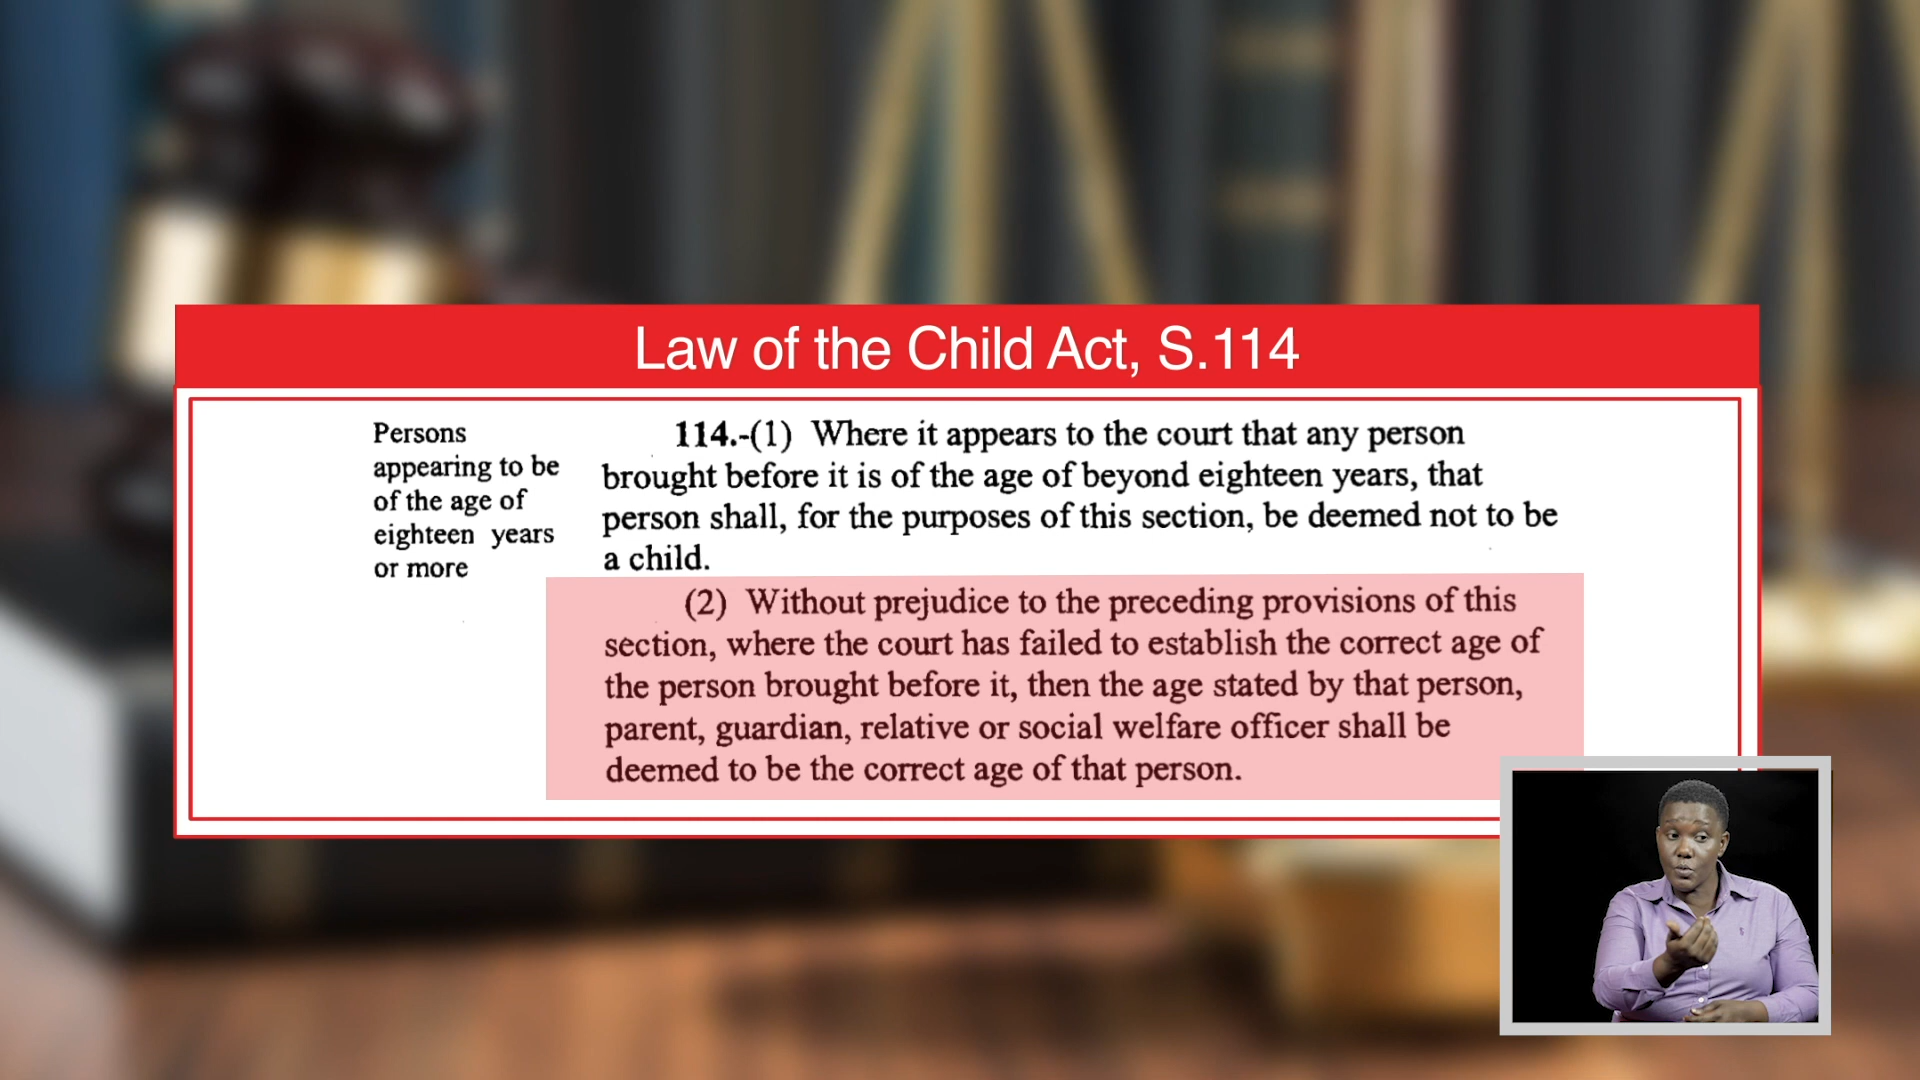 Law of the Child Act, S.114
Persons
appearing to be
of the age of
eighteen years
or more
114.-(1) Where it appears to the court that any person
brought before it is of the age of beyond eighteen years, that
person shall, for the purposes of this section, be deemed not to be
a child.
(2) Without prejudice to the preceding provisions of this
section, where the court has failed to establish the correct age of
the person brought before it, then the age stated by that person,
parent, guardian, relative or social welfare officer shall be
deemed to be the correct age of that person.